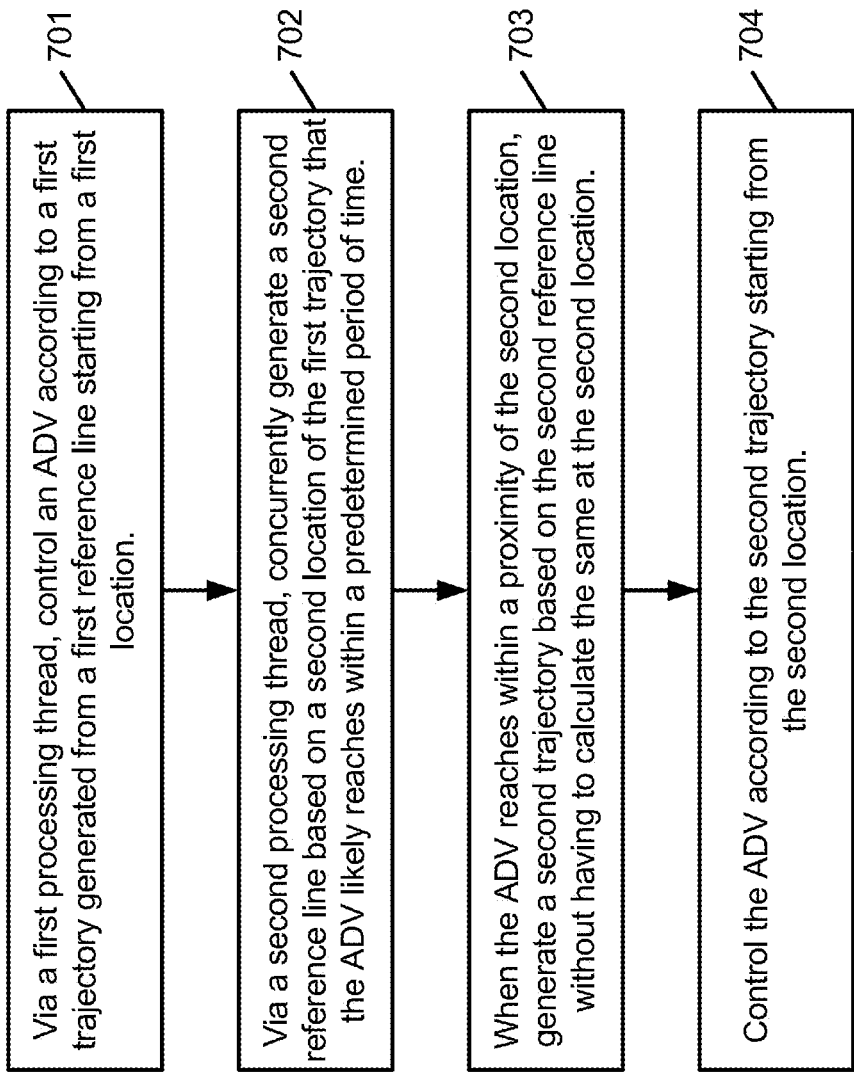 701
Via a first processing thread, control an ADV according to a first
trajectory generated from a first reference line starting from a first
location.
702
Via a second processing thread, concurrently generate a second
reference line based on a second location of the first trajectory that
the ADV likely reaches within a predetermined period of time.
703
When the ADV reaches within a proximity of the second location,
generate a second trajectory based on the second reference line
without having to calculate the same at the second location.
704
Control the ADV according to the second trajectory starting from
the second location.